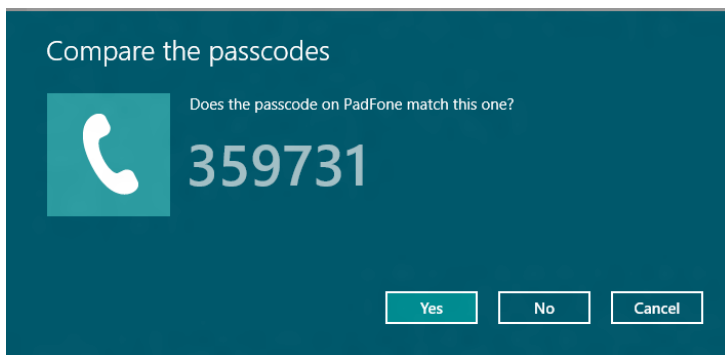 Compare the passcodes
Does the passcode on PadFone match this one?
359731
Yes No Cancel